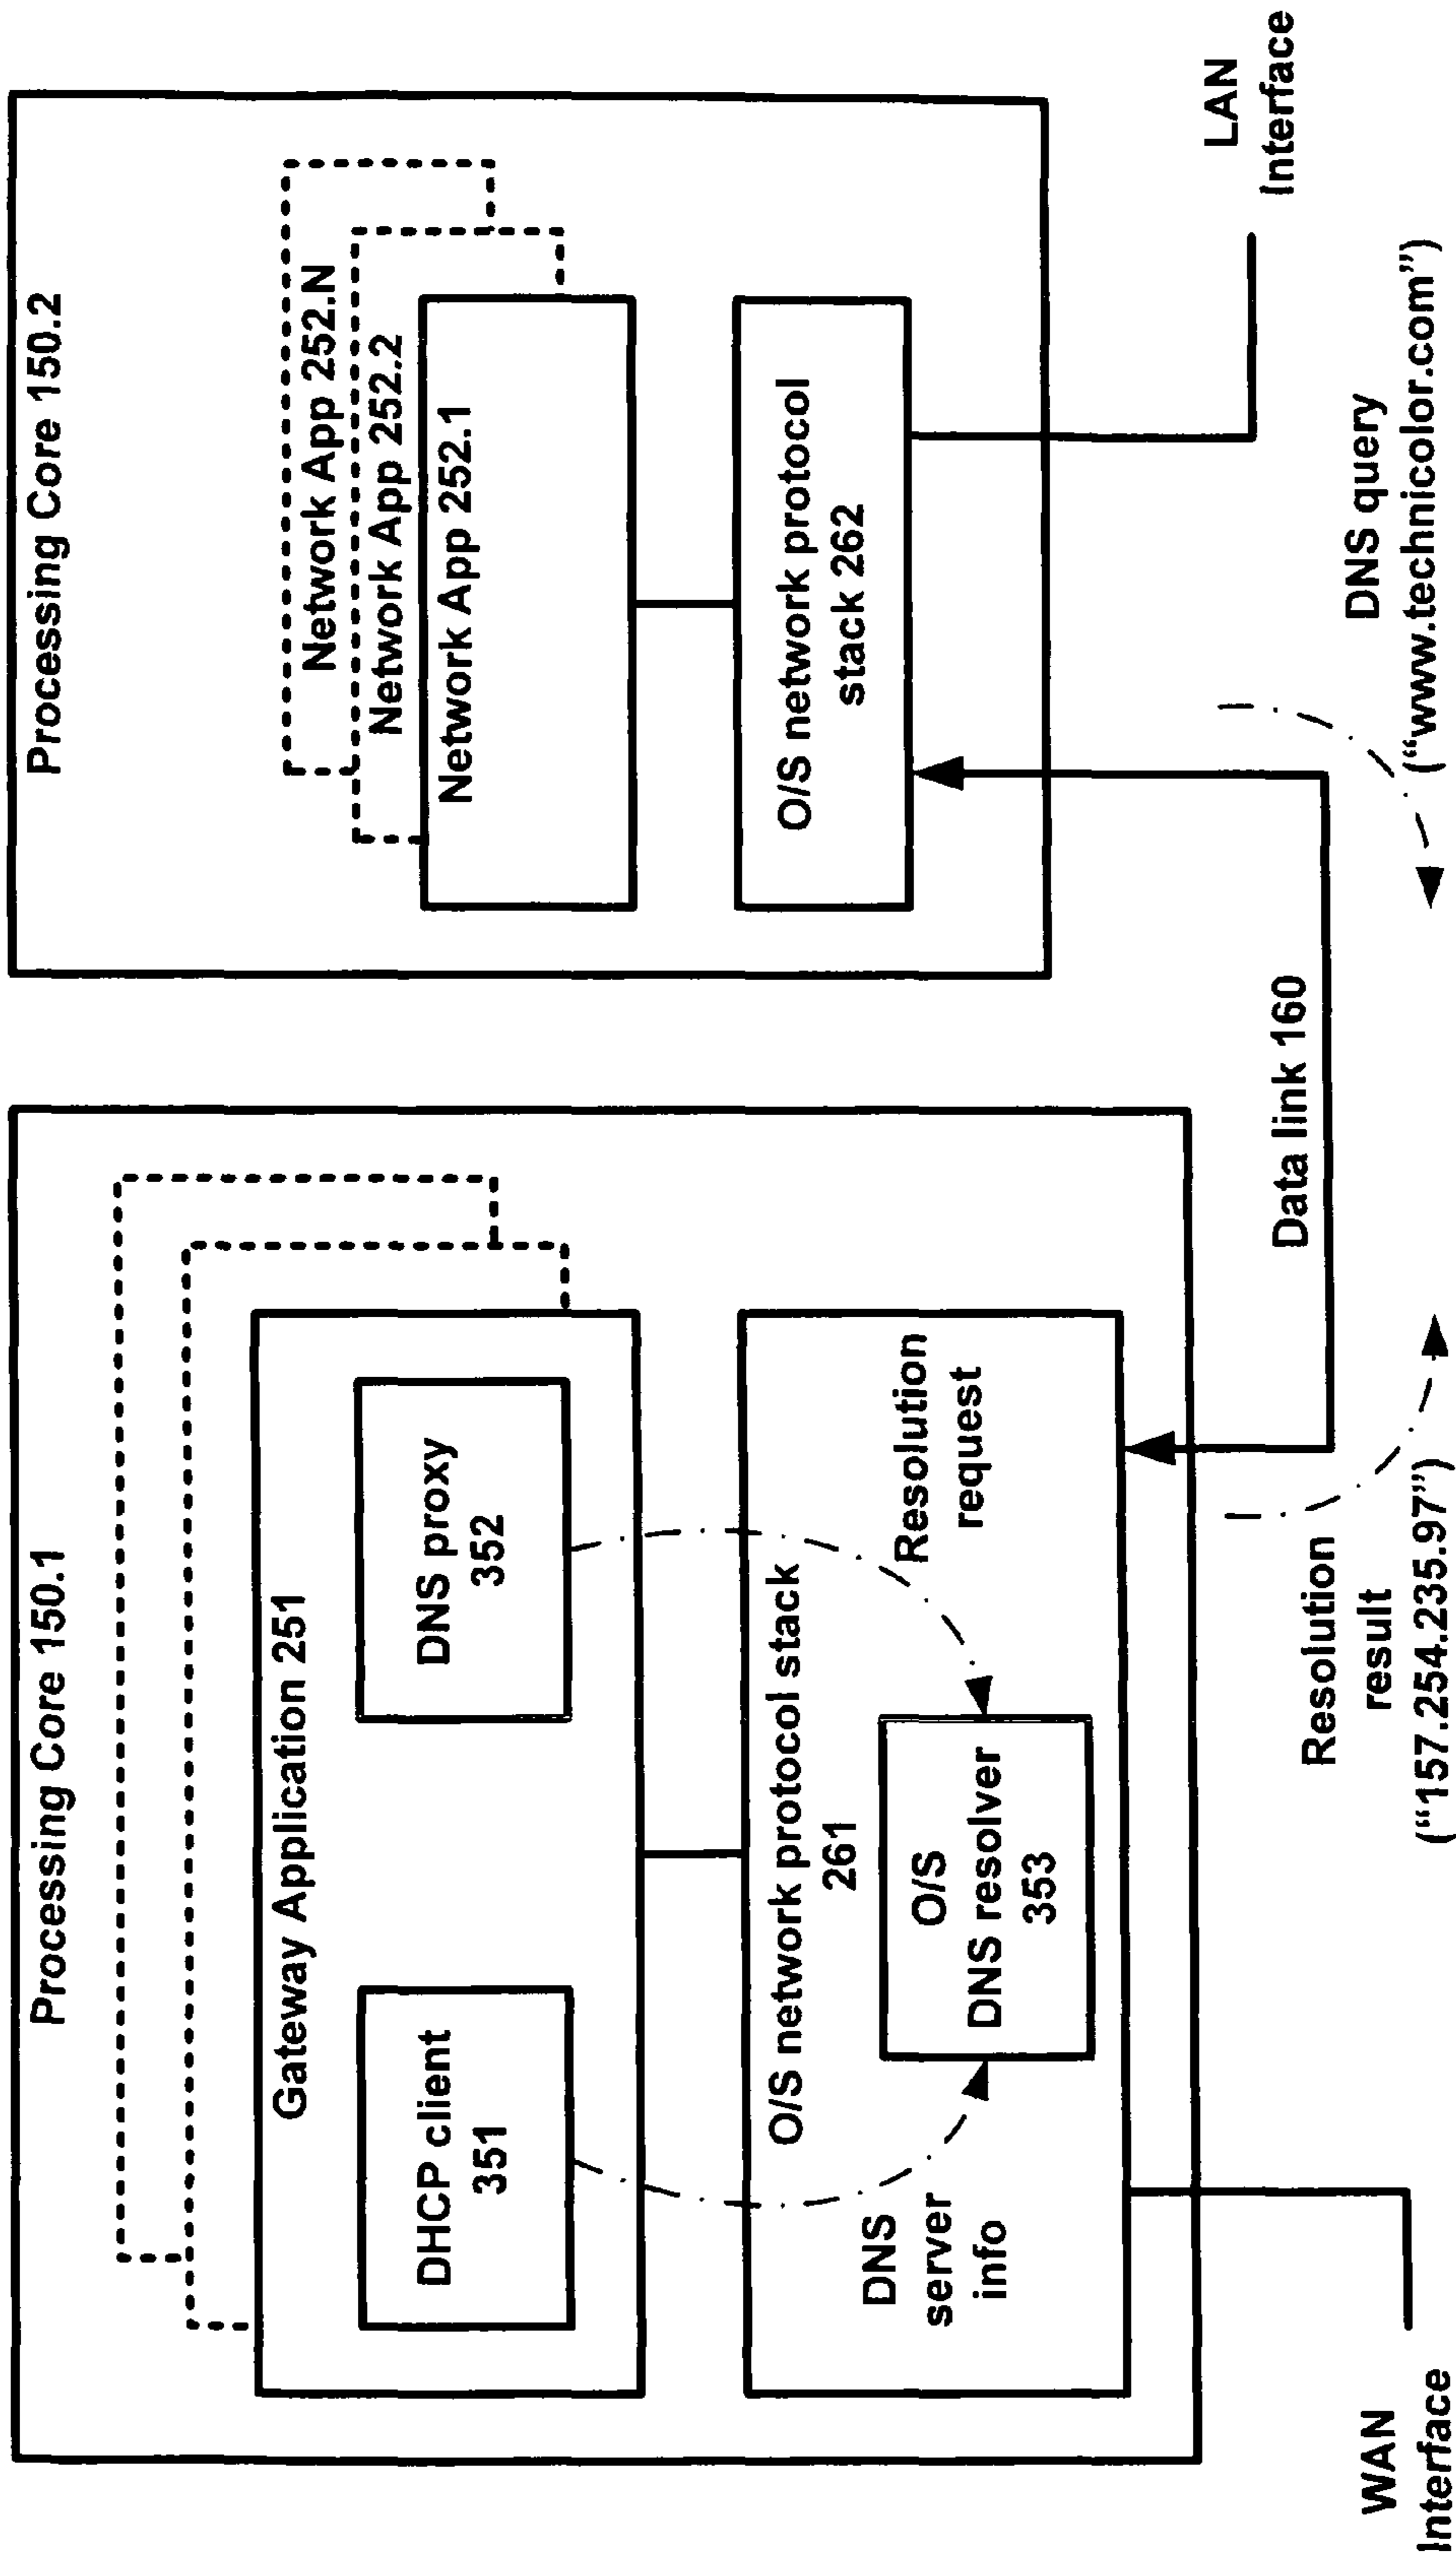 Processing Core 150.1
Gateway Application 251
DHCP client
351
DNS proxy
352
O/S network protocol stack
261
DNS
server
info
O/S
DNS resolver
353
Resolution
request
WAN
Interface
Resolution
result
(“157.254.235.97”)
Data link 160
Processing Core 150.2
Network App 252.N
Network App 252.2
Network App 252.1
O/S network protocol
stack 262
LAN
Interface
DNS query
(“www.technicolor.com”)